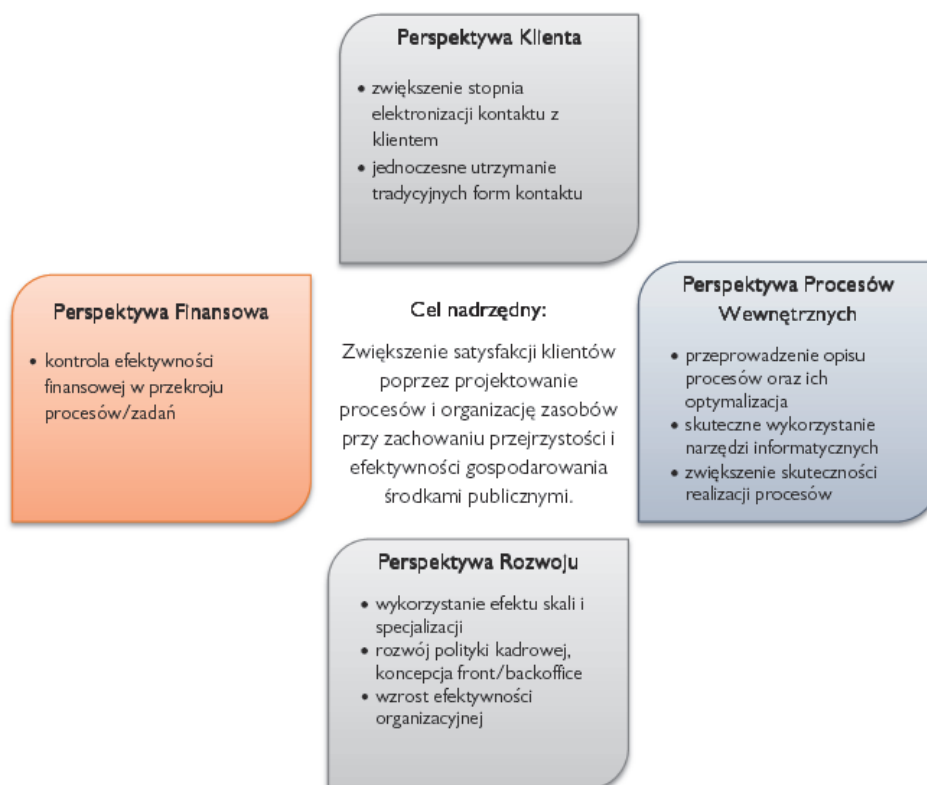 Perspektywa Klienta
• zwiększenie stopnia
elektronizacji kontaktu z
klientem
• jednoczesne utrzymanie
tradycyjnych form kontaktu
Perspektywa Finansowa
• kontrola efektywności
finansowej w przekroju
procesów/zadań
Cel nadrzędny:
Zwiększenie satysfakcji klientów
poprzez projektowanie
procesów i organizację zasobów
przy zachowaniu przejrzystości i
efektywności gospodarowania
środkami publicznymi.
Perspektywa Procesów
Wewnętrznych
• przeprowadzenie opisu
procesów oraz ich
optymalizacja
• skuteczne wykorzystanie
narzędzi informatycznych
• zwiększenie skuteczności
realizacji procesów
Perspektywa Rozwoju
• wykorzystanie efektu skali i
specjalizacji
• rozwój polityki kadrowej,
koncepcja front/backoffice
• wzrost efektywności
organizacyjnej